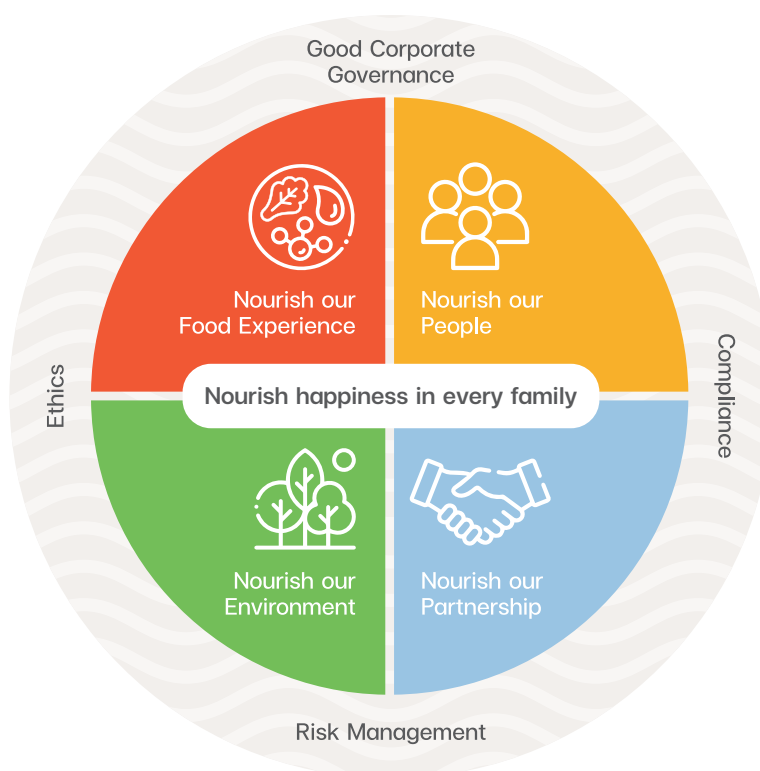 Good Corporate
Governance
Nourish our
Food Experience
Nourish our
People
Ethics
Nourish happiness in every family
Compliance
Nourish our
Environment
Nourish our
Partnership
Risk Management